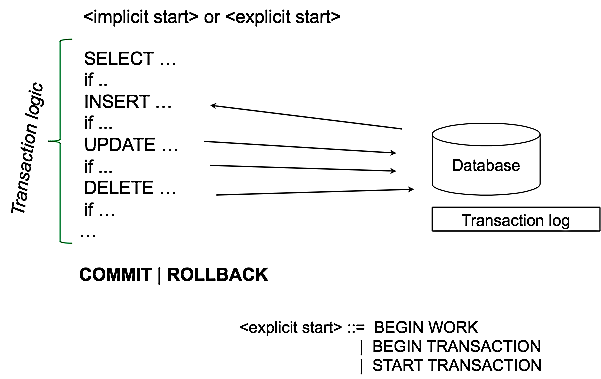 <implicit start> or <explicit start>
Transaction logic
SELECT …
if ..
INSERT …
if ...
UPDATE …
if ...
DELETE …
if …
…
Database
Transaction log
COMMIT | ROLLBACK
<explicit start> ::= BEGIN WORK
| BEGIN TRANSACTION
| START TRANSACTION